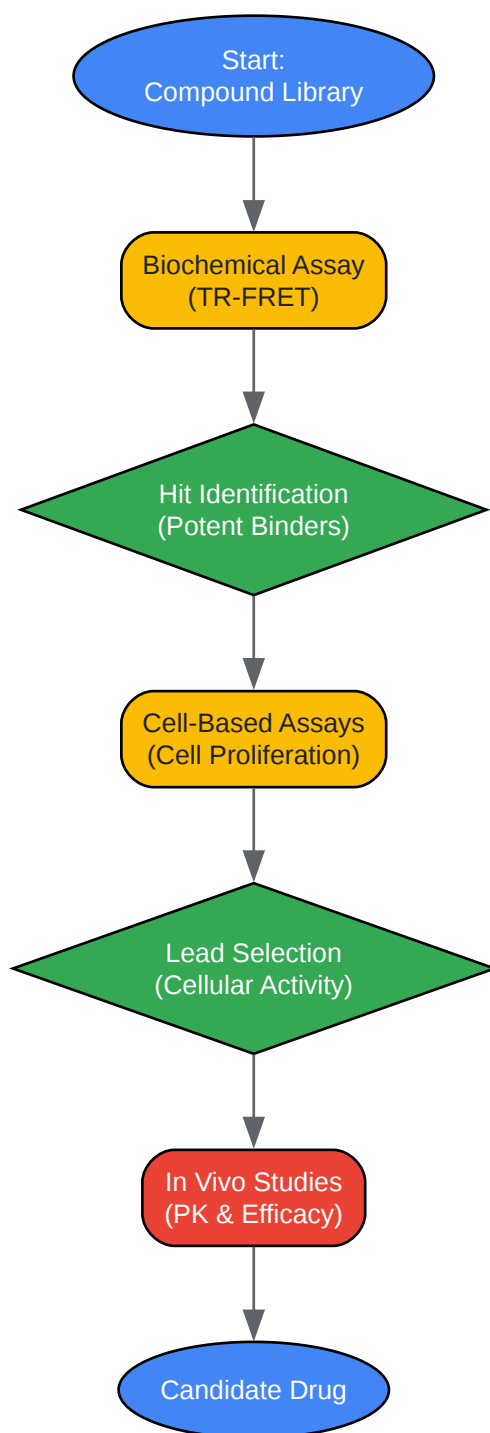 Start:
Compound Library
Biochemical Assay
(TR-FRET)
Hit Identification
(Potent Binders)
Cell-Based Assays
(Cell Proliferation)
Lead Selection
(Cellular Activity)
In Vivo Studies
(PK & Efficacy)
Candidate Drug